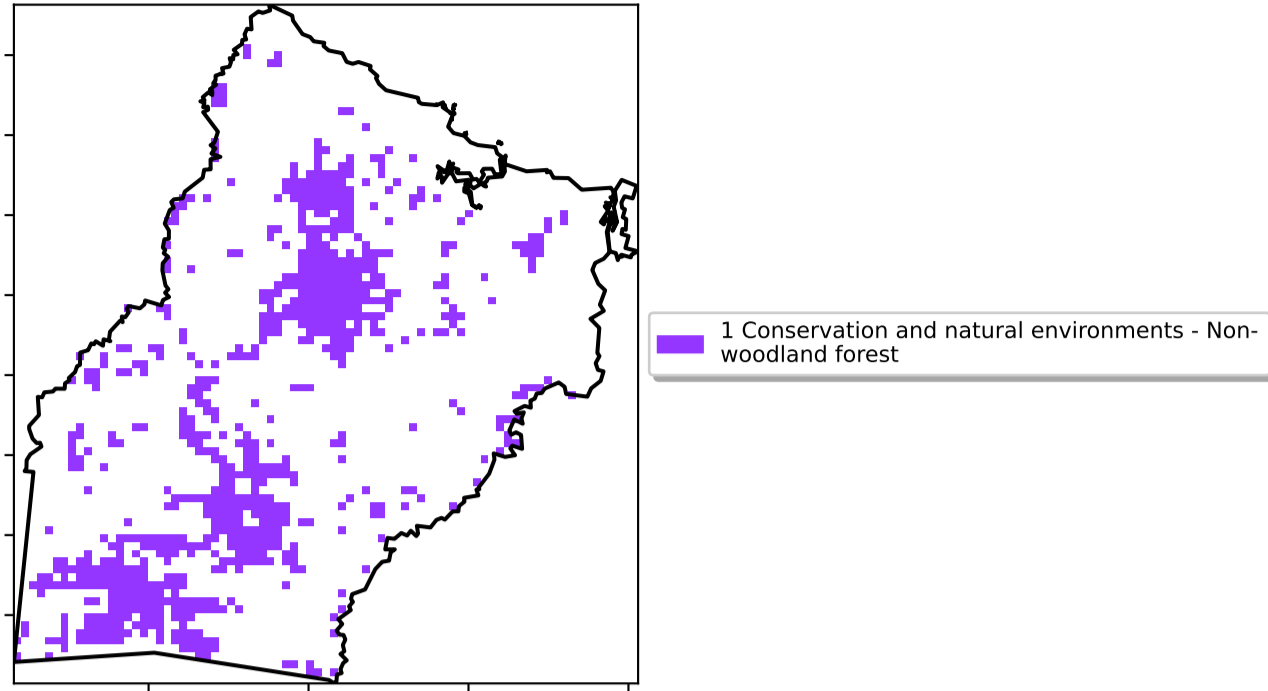 1 Conservation and natural environments - Non-
woodland forest